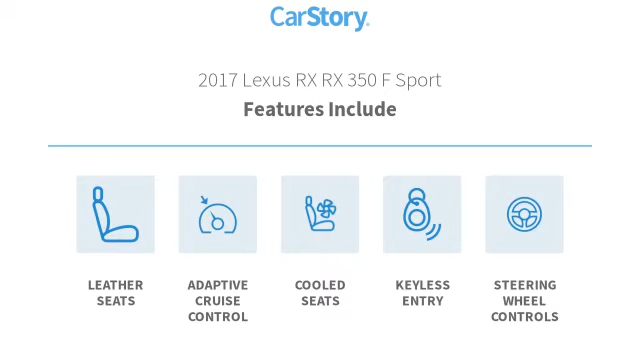 CarStory.
2017 Lexus RX RX 350 F Sport
Features Include
LEATHER SEATS
ADAPTIVE CRUISE CONTROL
COOLED SEATS
KEYLESS ENTRY
STEERING WHEEL CONTROLS